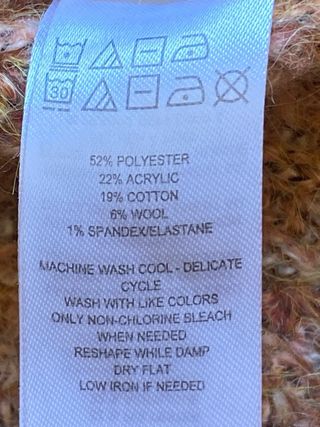 30
52% POLYESTER
22% ACRYLIC
19% COTTON
6% WOOL
1% SPANDEX/ELASTANE
MACHINE WASH COOL - DELICATE
CYCLE
WASH WITH LIKE COLORS
ONLY NON-CHLORINE BLEACH
WHEN NEEDED
RESHAPE WHILE DAMP
DRY FLAT
LOW IRON IF NEEDED